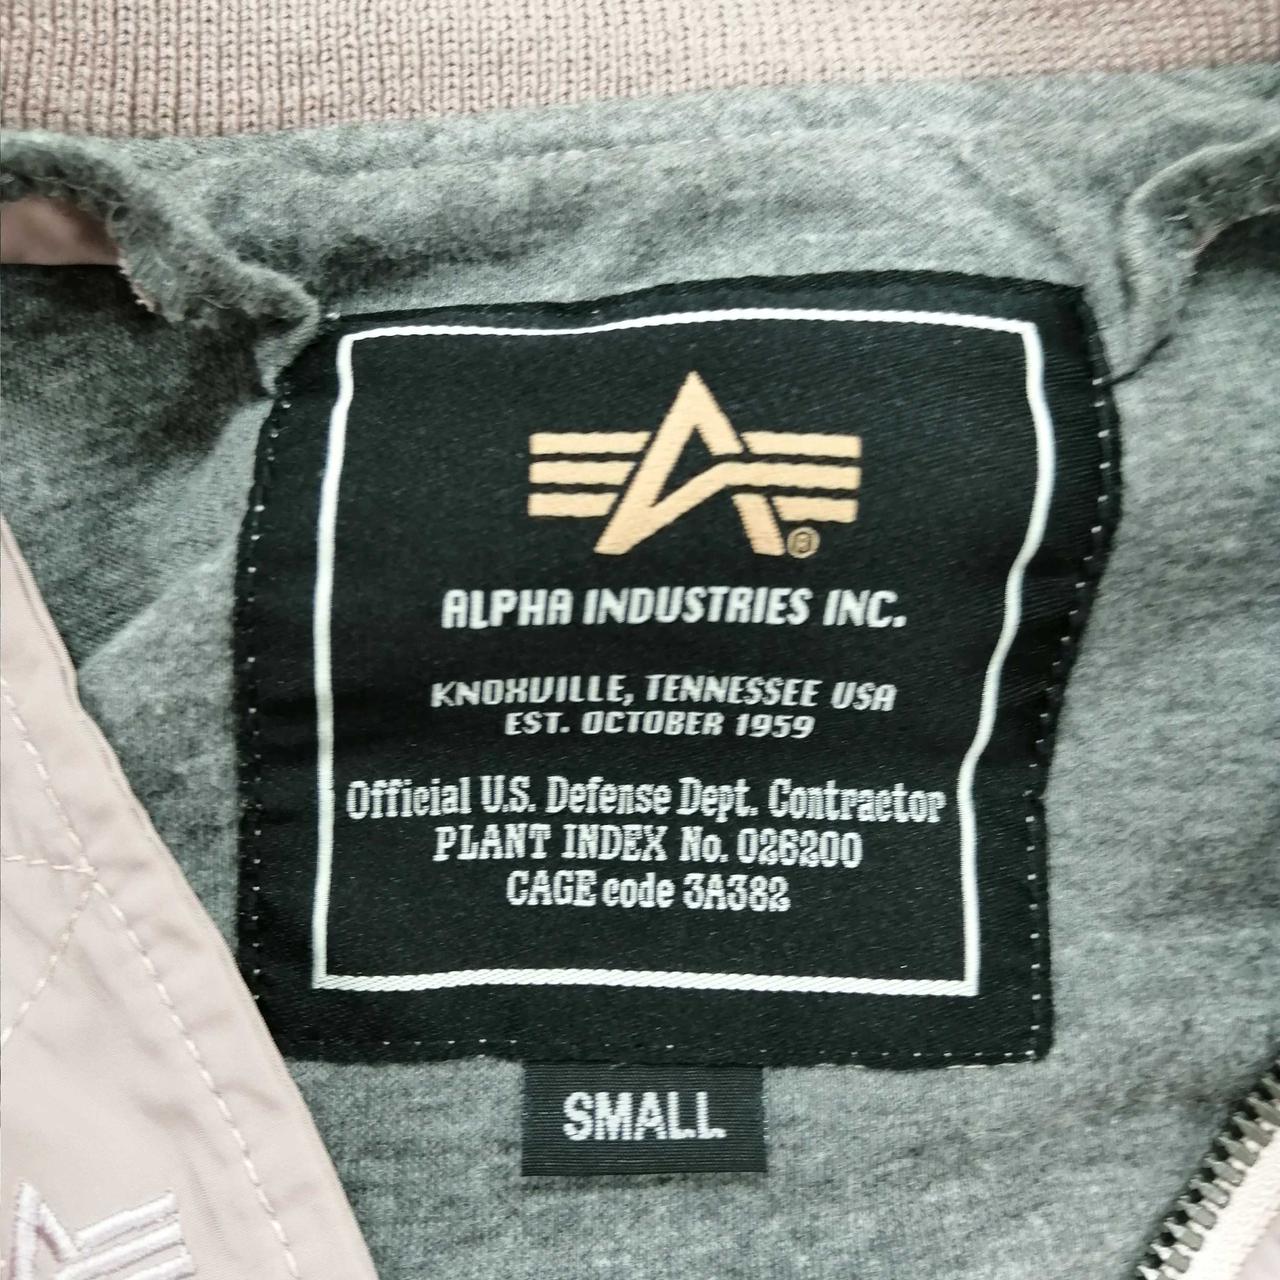 ®
ALPHA INDUSTRIES INC.
KNOXVILLE, TENNESSEE USA
EST. OCTOBER 1959
Official U.S. Defense Dept. Contractor
PLANT INDEX No. 026200
CAGE code 3A382
SMALL